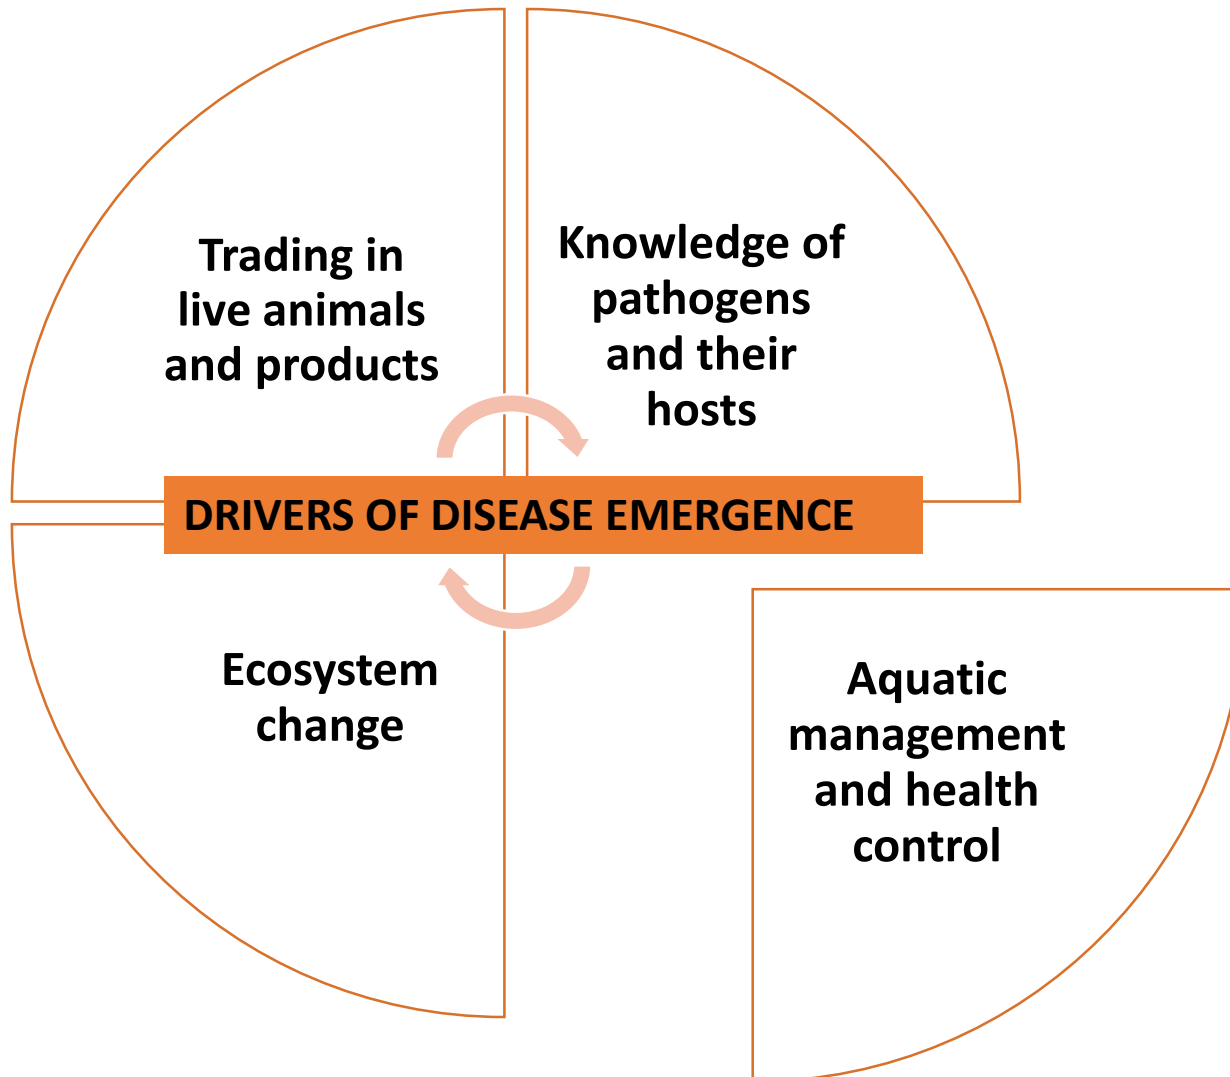 Trading in
live animals
and products
Knowledge of
pathogens
and their
hosts
DRIVERS OF DISEASE EMERGENCE
Ecosystem
change
Aquatic
management
and health
control